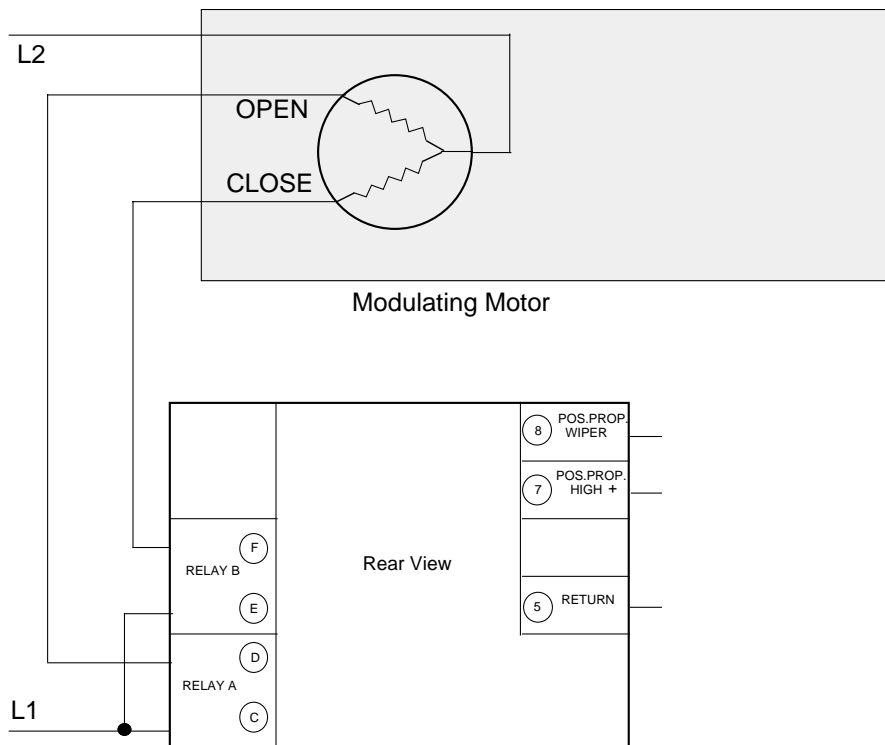 L2
OPEN
CLOSE
Modulating Motor
8
POS.PROP.
WIPER
7
POS.PROP.
HIGH +
F
RELAY B
E
Rear View
5
RETURN
D
RELAY A
C
L1